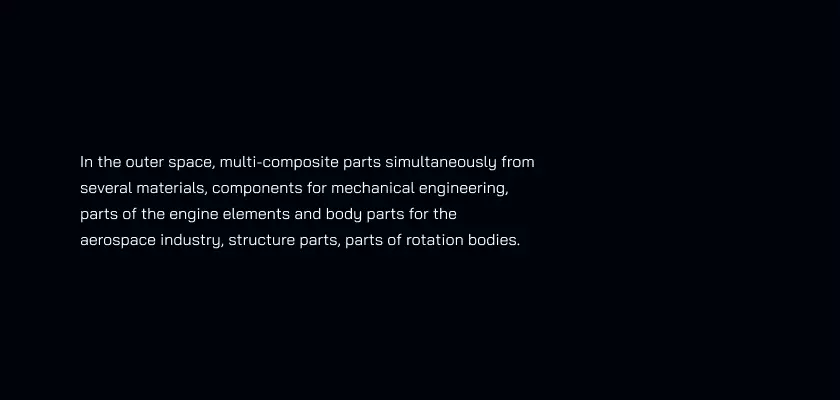 In the outer space, multi-composite parts simultaneously from
several materials, components for mechanical engineering,
parts of the engine elements and body parts for the
aerospace industry, structure parts, parts of rotation bodies.